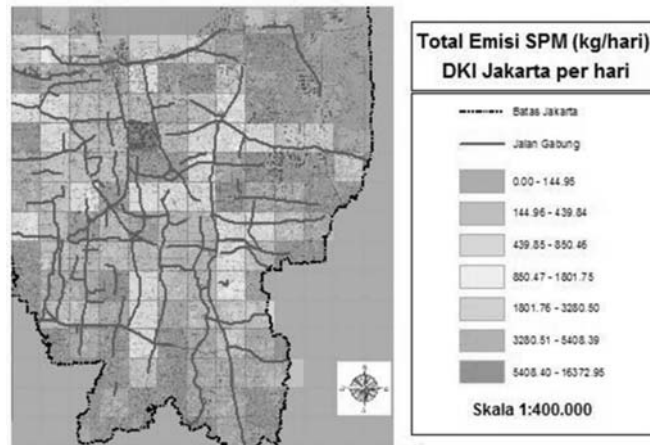 Total Emisi SPM (kg/hari)
DKI Jakarta per hari
Batas Jakarta
Jalan Gabung
0.00 - 144.95
144.96 - 439.84
439.85 - 850.46
850.47 - 1801.75
1801.76 - 3280.50
3280.51 - 5408.39
5408.40 - 16372.95
Skala 1:400.000